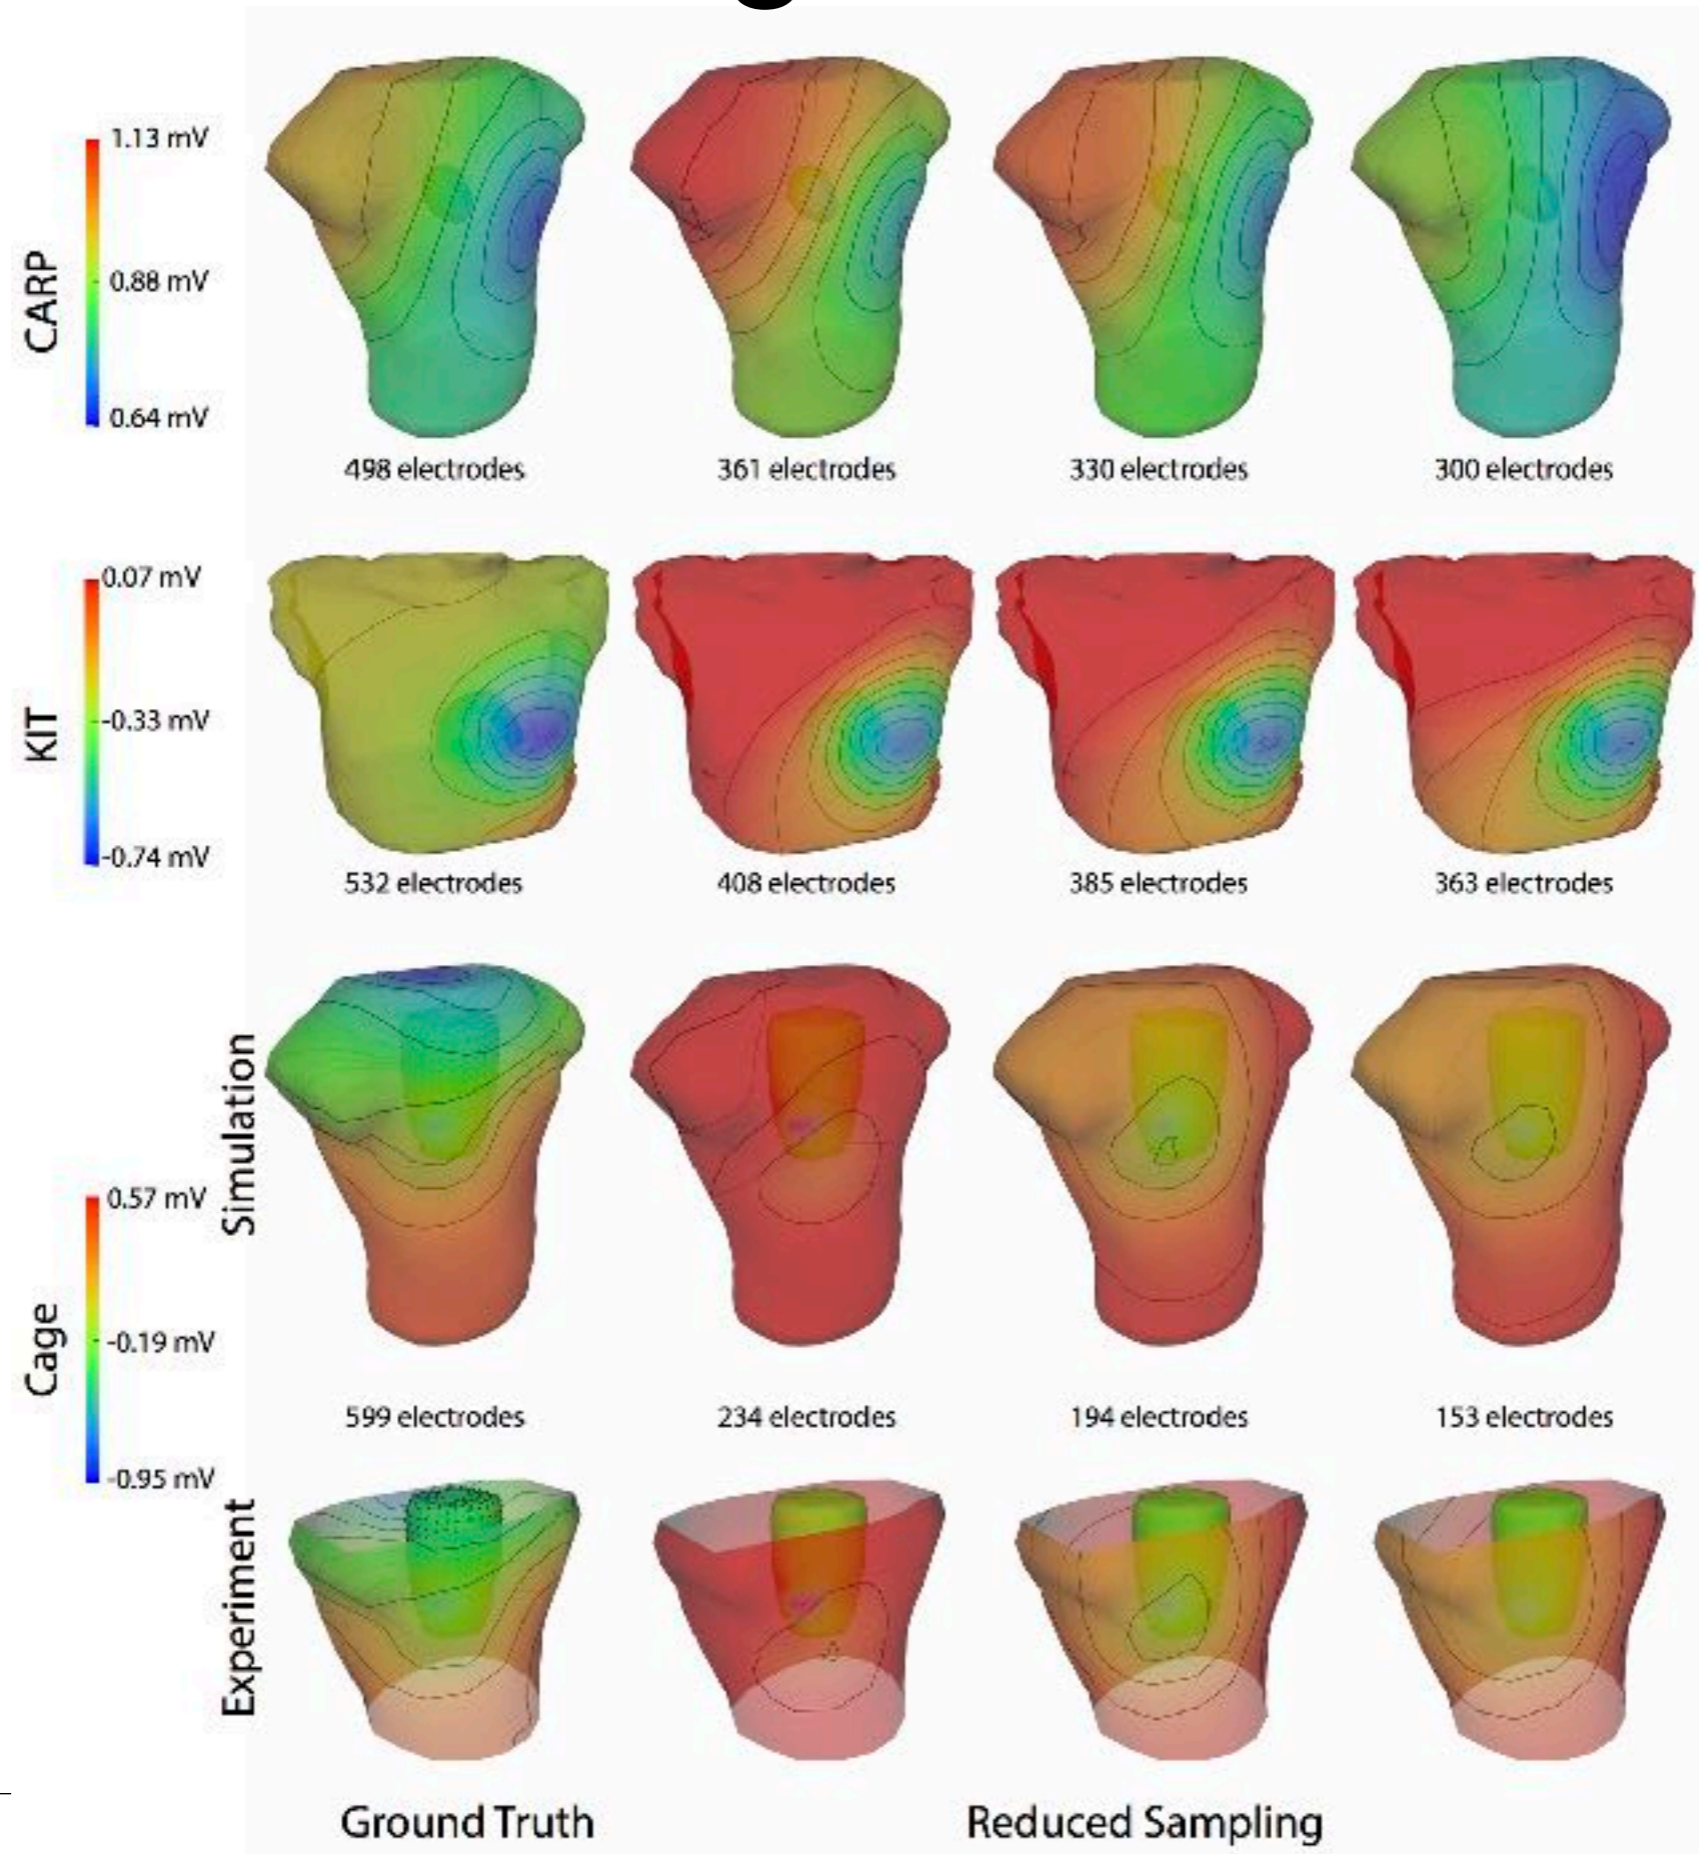 CARP
1.13 mV
0.88 mV
0.64 mV
498 electrodes
361 electrodes
330 electrodes
300 electrodes
KIT
0.07 mV
-0.33 mV
-0.74 mV
532 electrodes
408 electrodes
385 electrodes
363 electrodes
Cage
Simulation
0.57 mV
-0.19 mV
-0.95 mV
599 electrodes
234 electrodes
194 electrodes
153 electrodes
Experiment
Ground Truth
Reduced Sampling